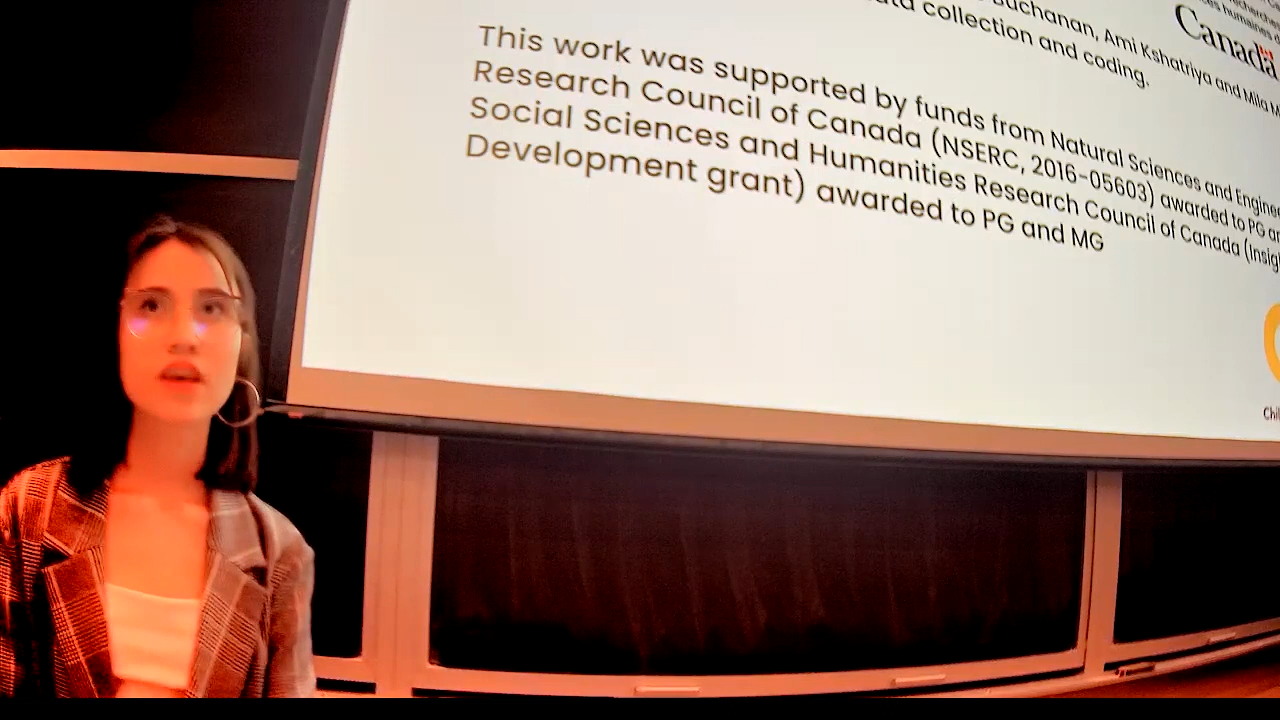 Buchanan, Ami Kshatriya and Mila M
collection and coding.
Canada
This work was supported by funds from Natural Sciences and Engine
Research Council of Canada (NSERC, 2016-05603) awarded to PG an
Social Sciences and Humanities Research Council of Canada (Insig
Development grant) awarded to PG and MG
Chi